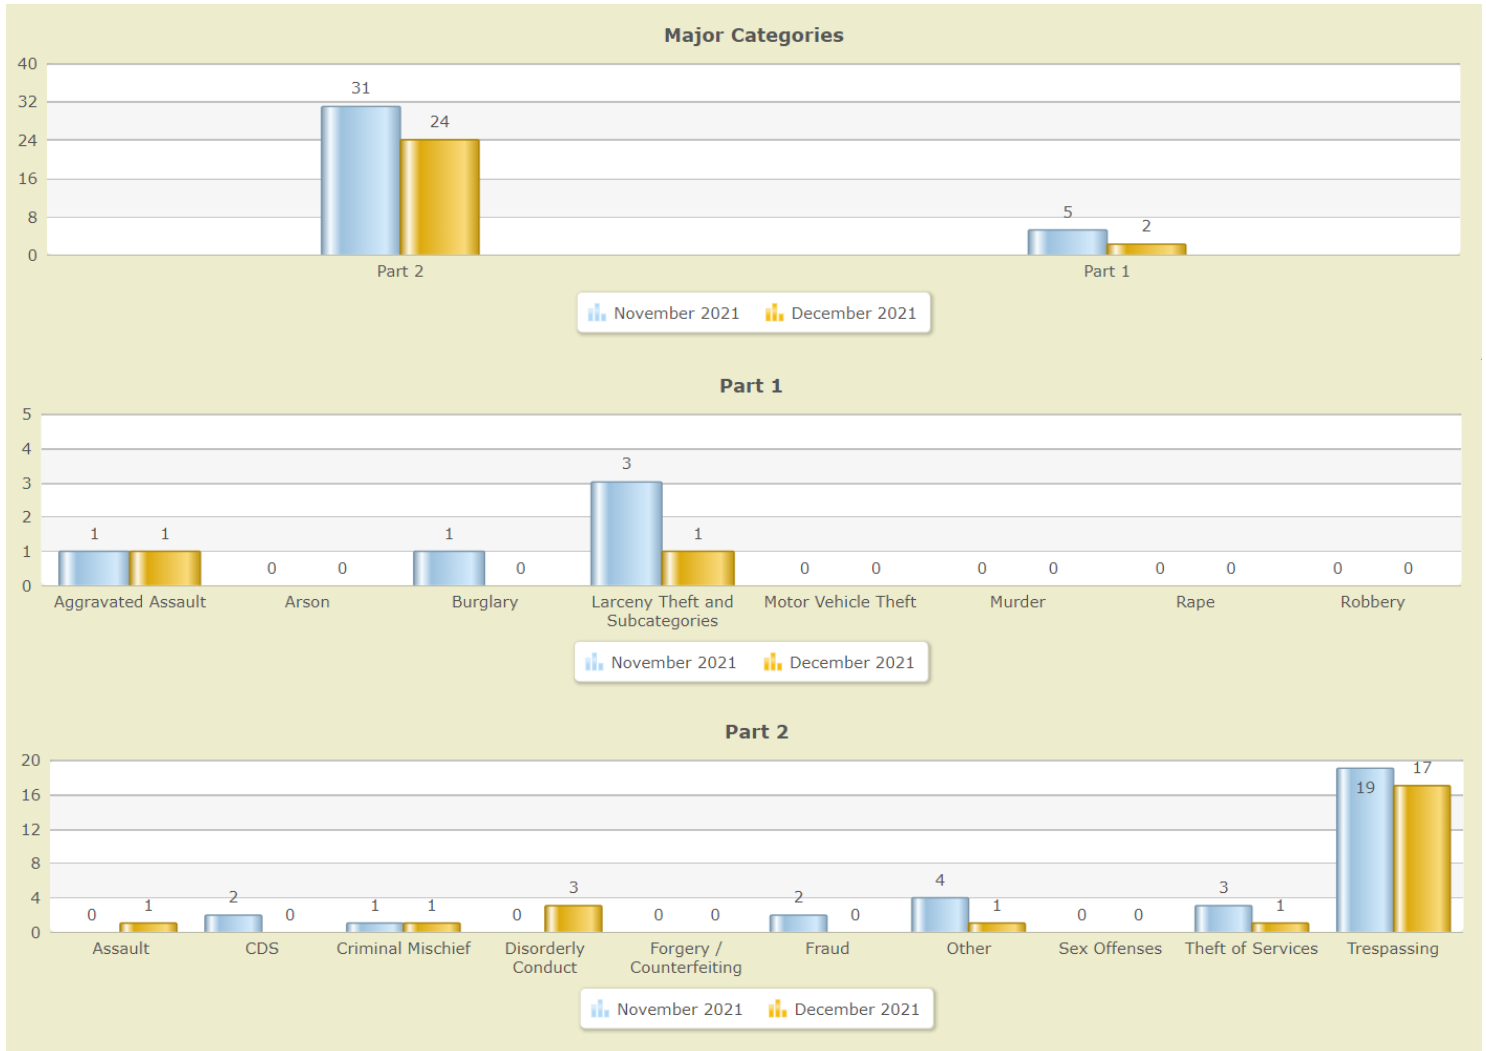 Major Categories
40
32
24
16
8
0
31
24
5
2
Part 2
Part 1
November 2021 December 2021
Part 1
5
4
3
2
1
0
1 1 0 0 1 0 3 1 0 0 0 0 0 0 0 0
Aggravated Assault Arson Burglary Larceny Theft and Motor Vehicle Theft Murder Rape Robbery
Subcategories
November 2021 December 2021
Part 2
20
16
12
8
4
0
0 1 2 0 1 1 0 3 0 0 2 0 4 1 0 0 3 1 19 17
Assault CDS Criminal Mischief Disorderly Forgery / Fraud Other Sex Offenses Theft of Services Trespassing
Conduct Counterfeiting
November 2021 December 2021